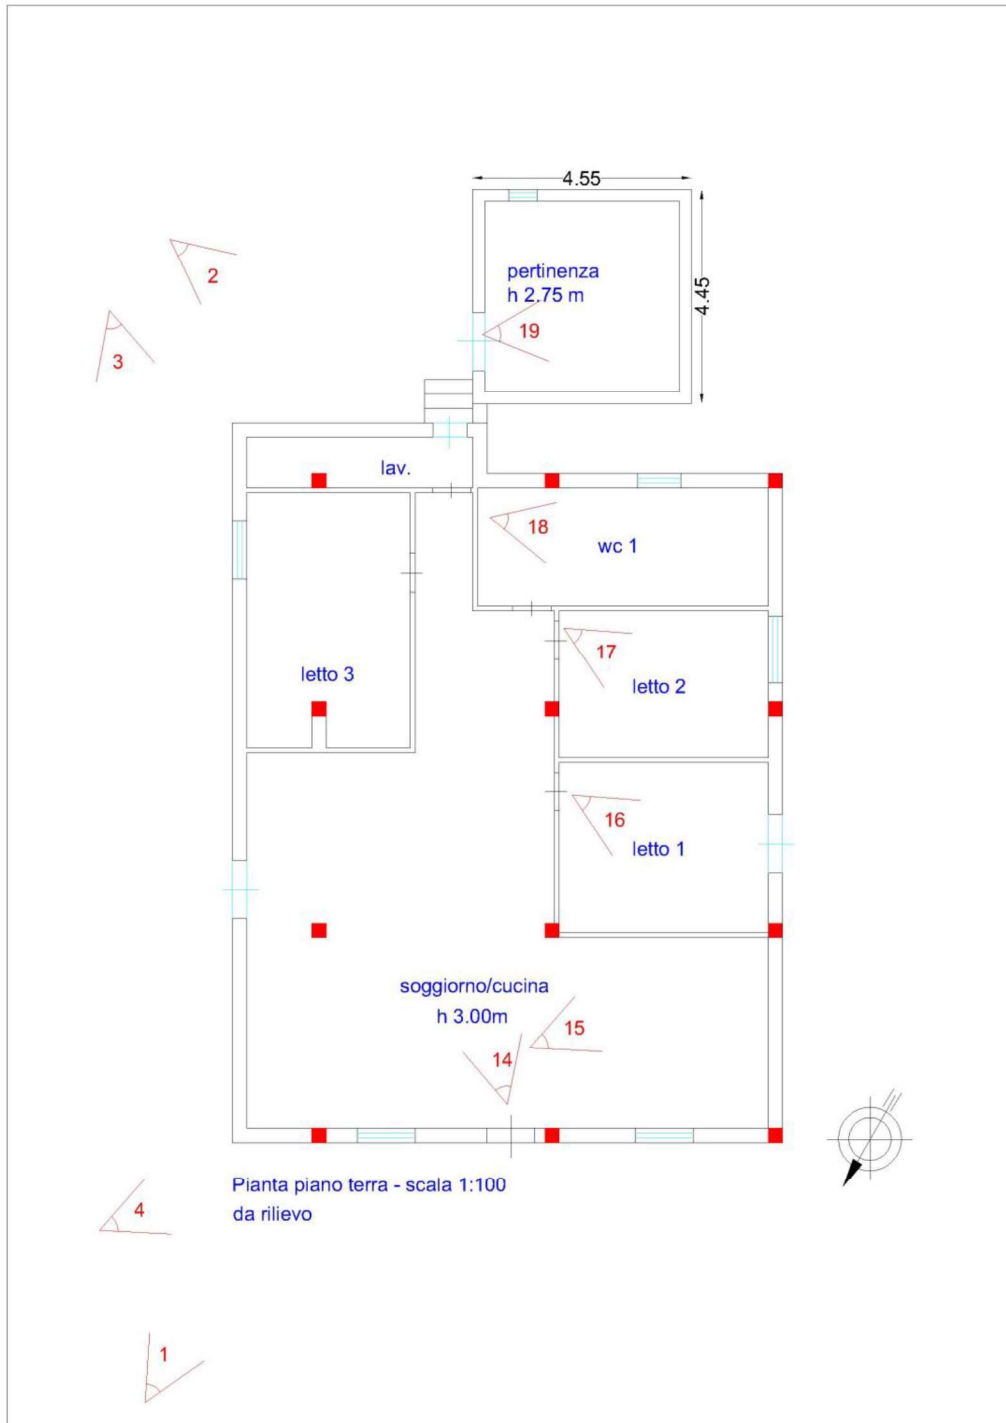 4.55
2
pertinenza
h 2.75 m
4.45
19
3
lav.
18
wc 1
17
letto 3
letto 2
16
letto 1
soggiorno/cucina
h 3.00m
15
14
Pianta piano terra - scala 1:100
da rilievo
4
1